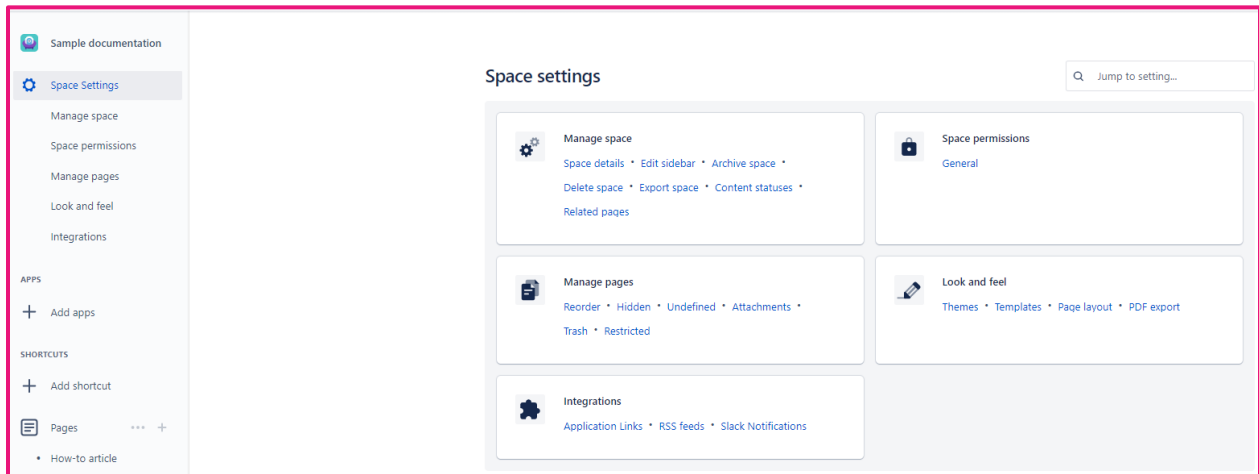 Sample documentation
Space Settings
Manage space
Space permissions
Manage pages
Look and feel
Integrations
APPS
Add apps
SHORTCUTS
Add shortcut
Pages
How-to article
Space settings
Jump to setting...
Manage space
Space details • Edit sidebar • Archive space •
Delete space • Export space • Content statuses •
Related pages
Space permissions
General
Manage pages
Reorder • Hidden • Undefined • Attachments •
Trash • Restricted
Look and feel
Themes • Templates • Page layout • PDF export
Integrations
Application Links • RSS feeds • Slack Notifications